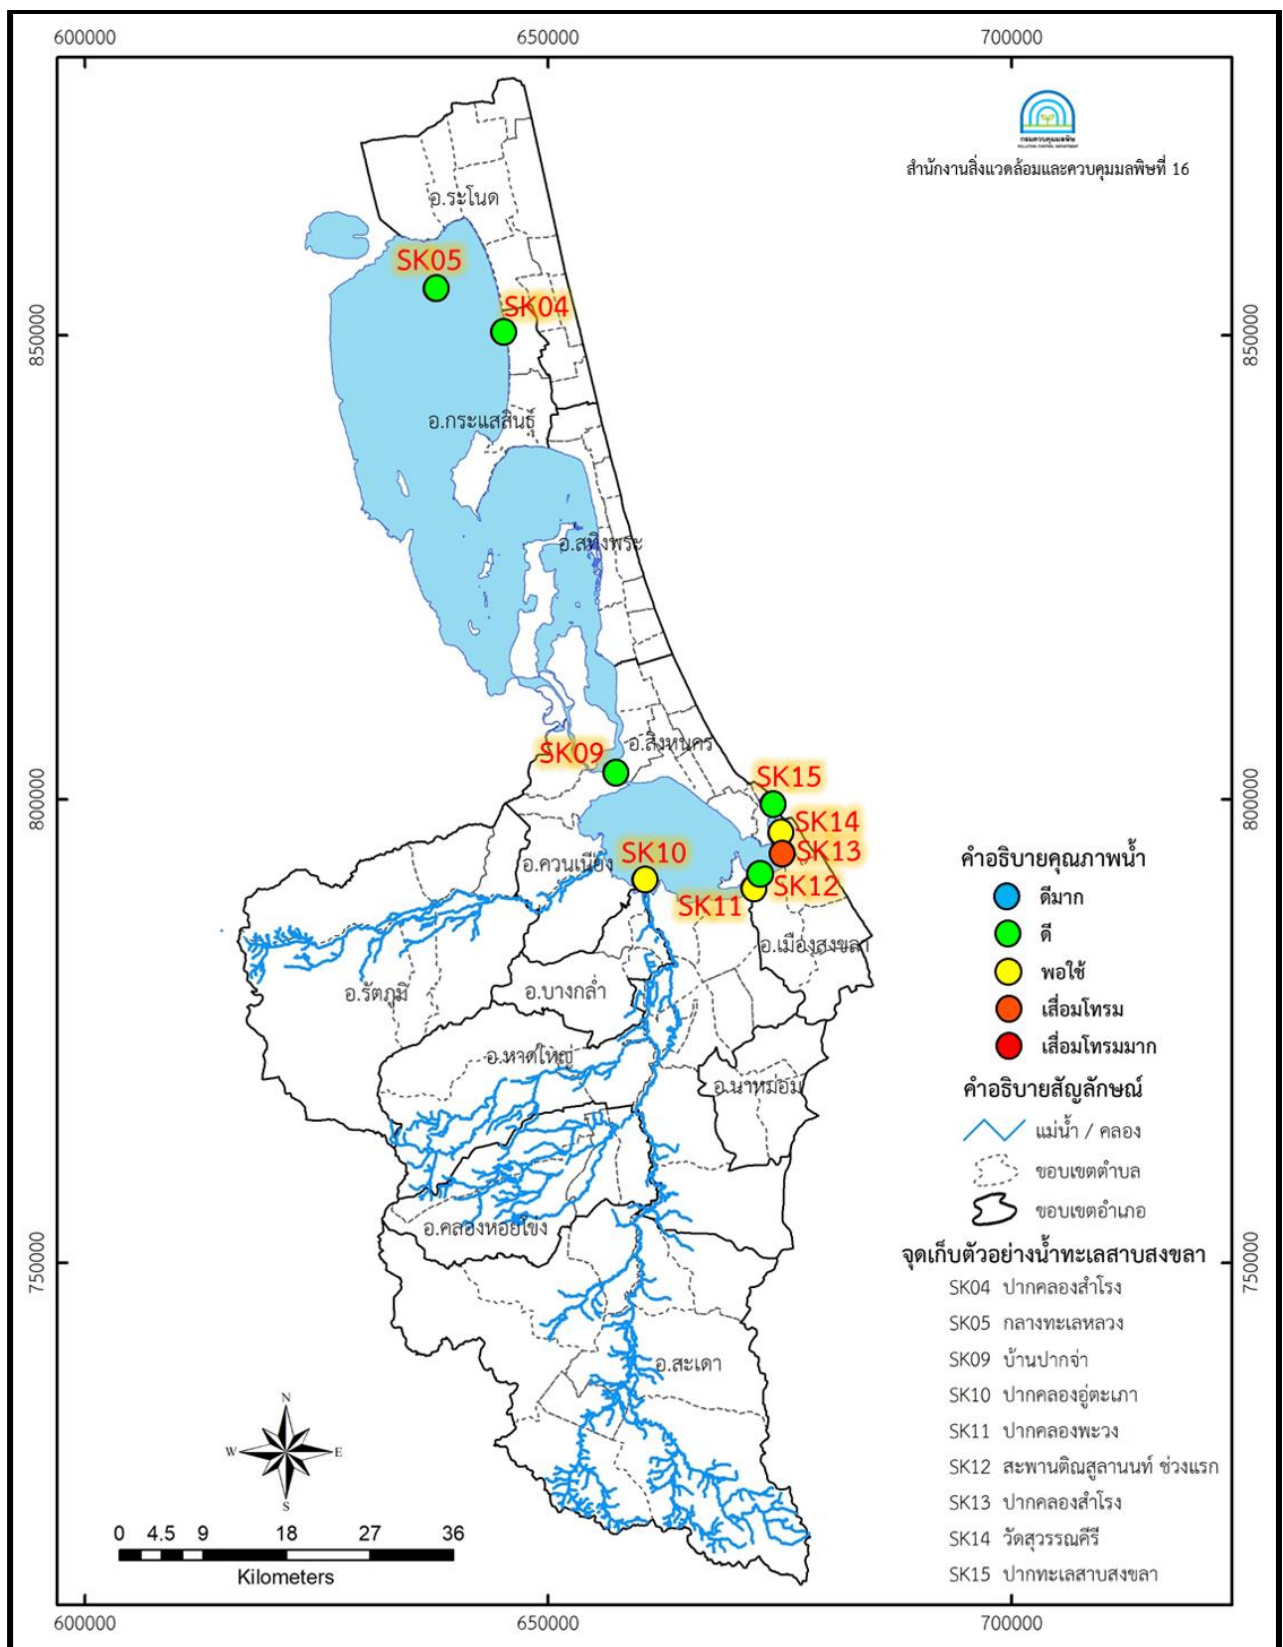 600000
650000
700000
กรมควบคุมมลพิษ
POLLUTION CONTROL DEPARTMENT
สำนักงานสิ่งแวดล้อมและควบคุมมลพิษที่ 16
อ.ระโนด
SK05
SK04
850000
850000
อ.กระแสสินธุ์
อ.สทิงพระ
SK09
อ.สิงหนคร
SK15
800000
800000
SK14
SK13
SK10
SK12
SK11
อ.ควนเนียง
อ.เมืองสงขลา
อ.รัตภูมิ
อ.บางกล่ำ
อ.หาดใหญ่
อ.นาหม่อม
อ.คลองหอยโข่ง
750000
750000
อ.สะเดา
คำอธิบายคุณภาพน้ำ
ดีมาก
ดี
พอใช้
เสื่อมโทรม
เสื่อมโทรมมาก
คำอธิบายสัญลักษณ์
แม่น้ำ / คลอง
ขอบเขตตำบล
ขอบเขตอำเภอ
จุดเก็บตัวอย่างน้ำทะเลสาบสงขลา
SK04 ปากคลองสำโรง
SK05 กลางทะเลหลวง
SK09 บ้านปากจ่า
SK10 ปากคลองอู่ตะเภา
SK11 ปากคลองพะวง
SK12 สะพานติณสูลานนท์ ช่วงแรก
SK13 ปากคลองสำโรง
SK14 วัดสุวรรณคีรี
SK15 ปากทะเลสาบสงขลา
N
W
E
S
0 4.5 9 18 27 36
Kilometers
600000
650000
700000